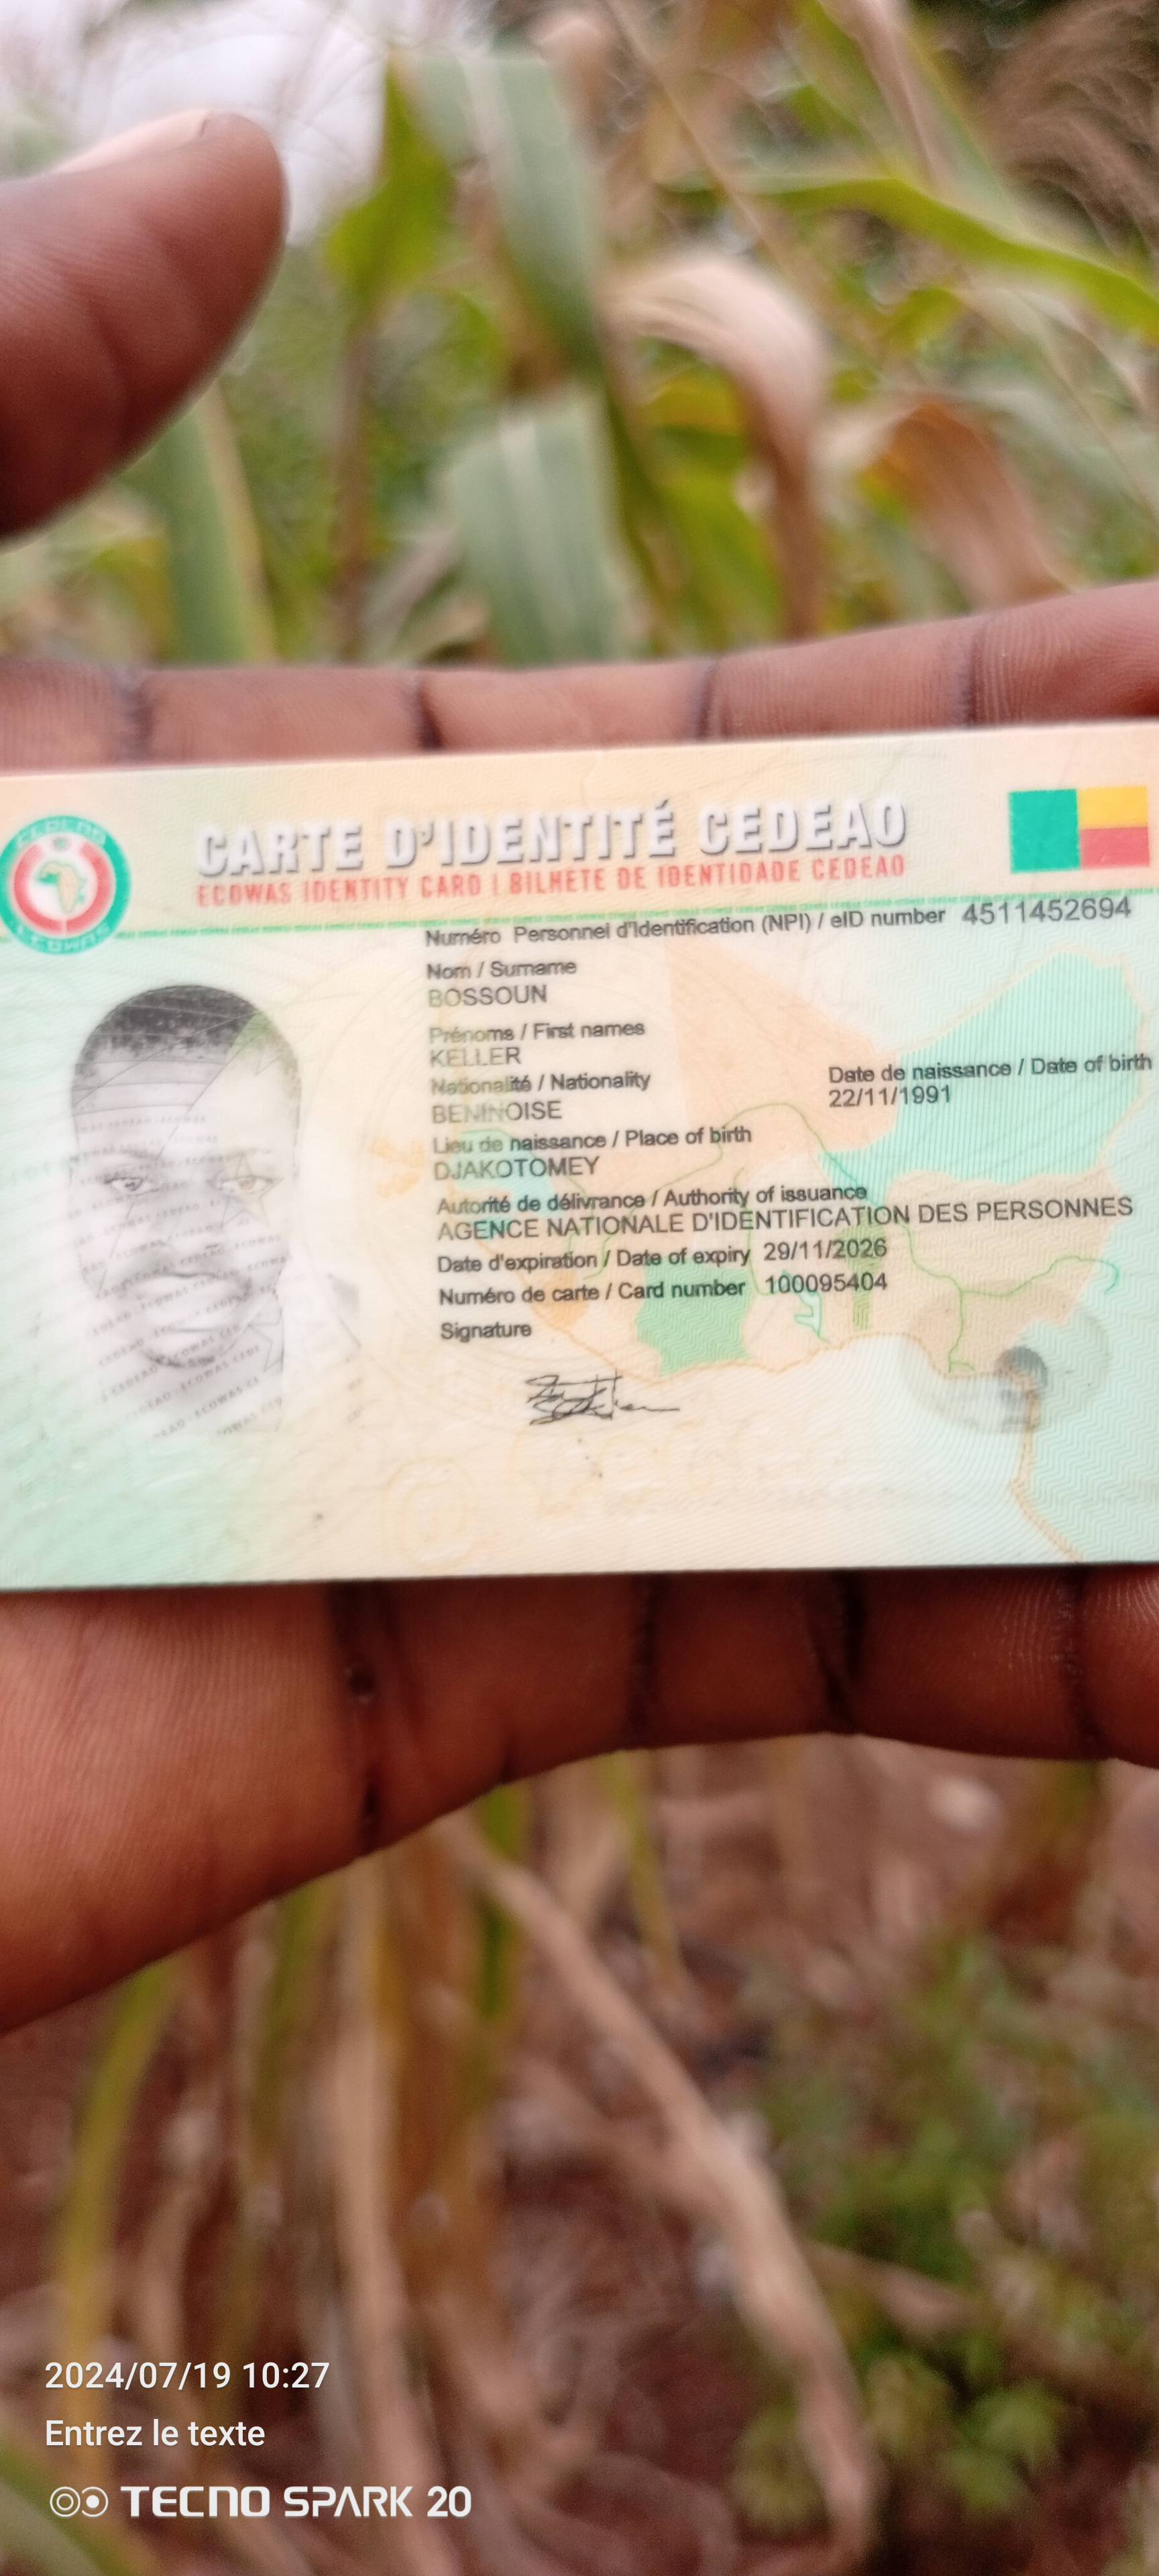 CARTE D'IDENTITÉ CEDEAO
ECOWAS IDENTITY CARD | BILHETE DE IDENTIDADE CEDEAO
Numéro Personnel d'Identification (NPI) / eID number 4511452694
Nom / Surname
BOSSOUN
Prénoms / First names
KELLER
Nationalité / Nationality
BENINOISE
Date de naissance / Date of birth
22/11/1991
Lieu de naissance / Place of birth
DJAKOTOMEY
Autorité de délivrance / Authority of issuance
AGENCE NATIONALE D'IDENTIFICATION DES PERSONNES
Date d'expiration / Date of expiry 29/11/2026
Numéro de carte / Card number 100095404
Signature
2024/07/19 10:27
Entrez le texte
TECNO SPARK 20